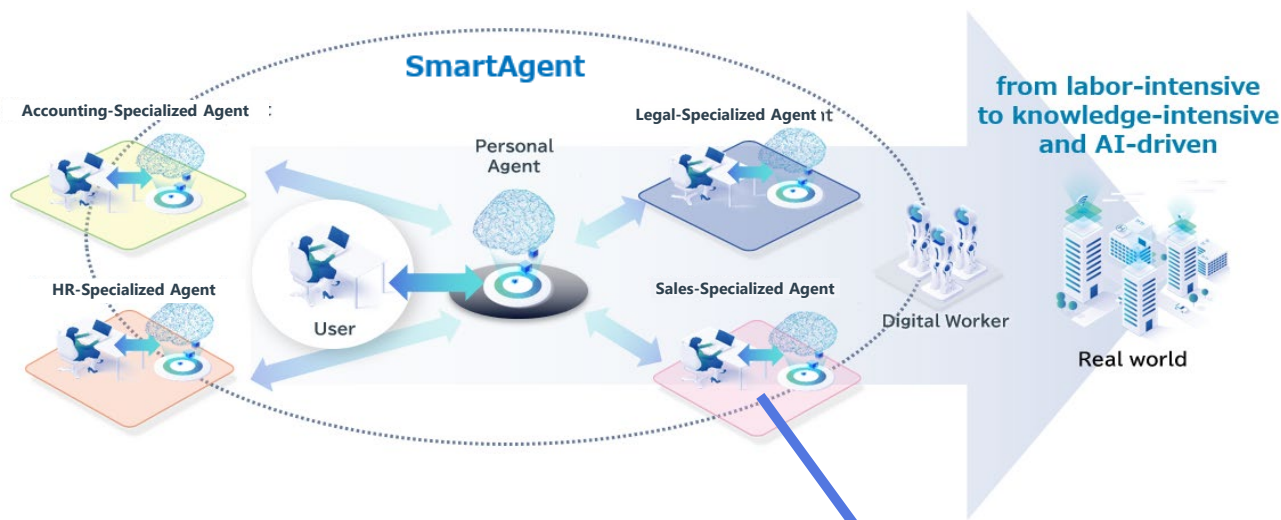 SmartAgent
from labor-intensive
to knowledge-intensive
and AI-driven
Accounting-Specialized Agent
Legal-Specialized Agent
Personal
Agent
HR-Specialized Agent
Sales-Specialized Agent
User
Digital Worker
Real world